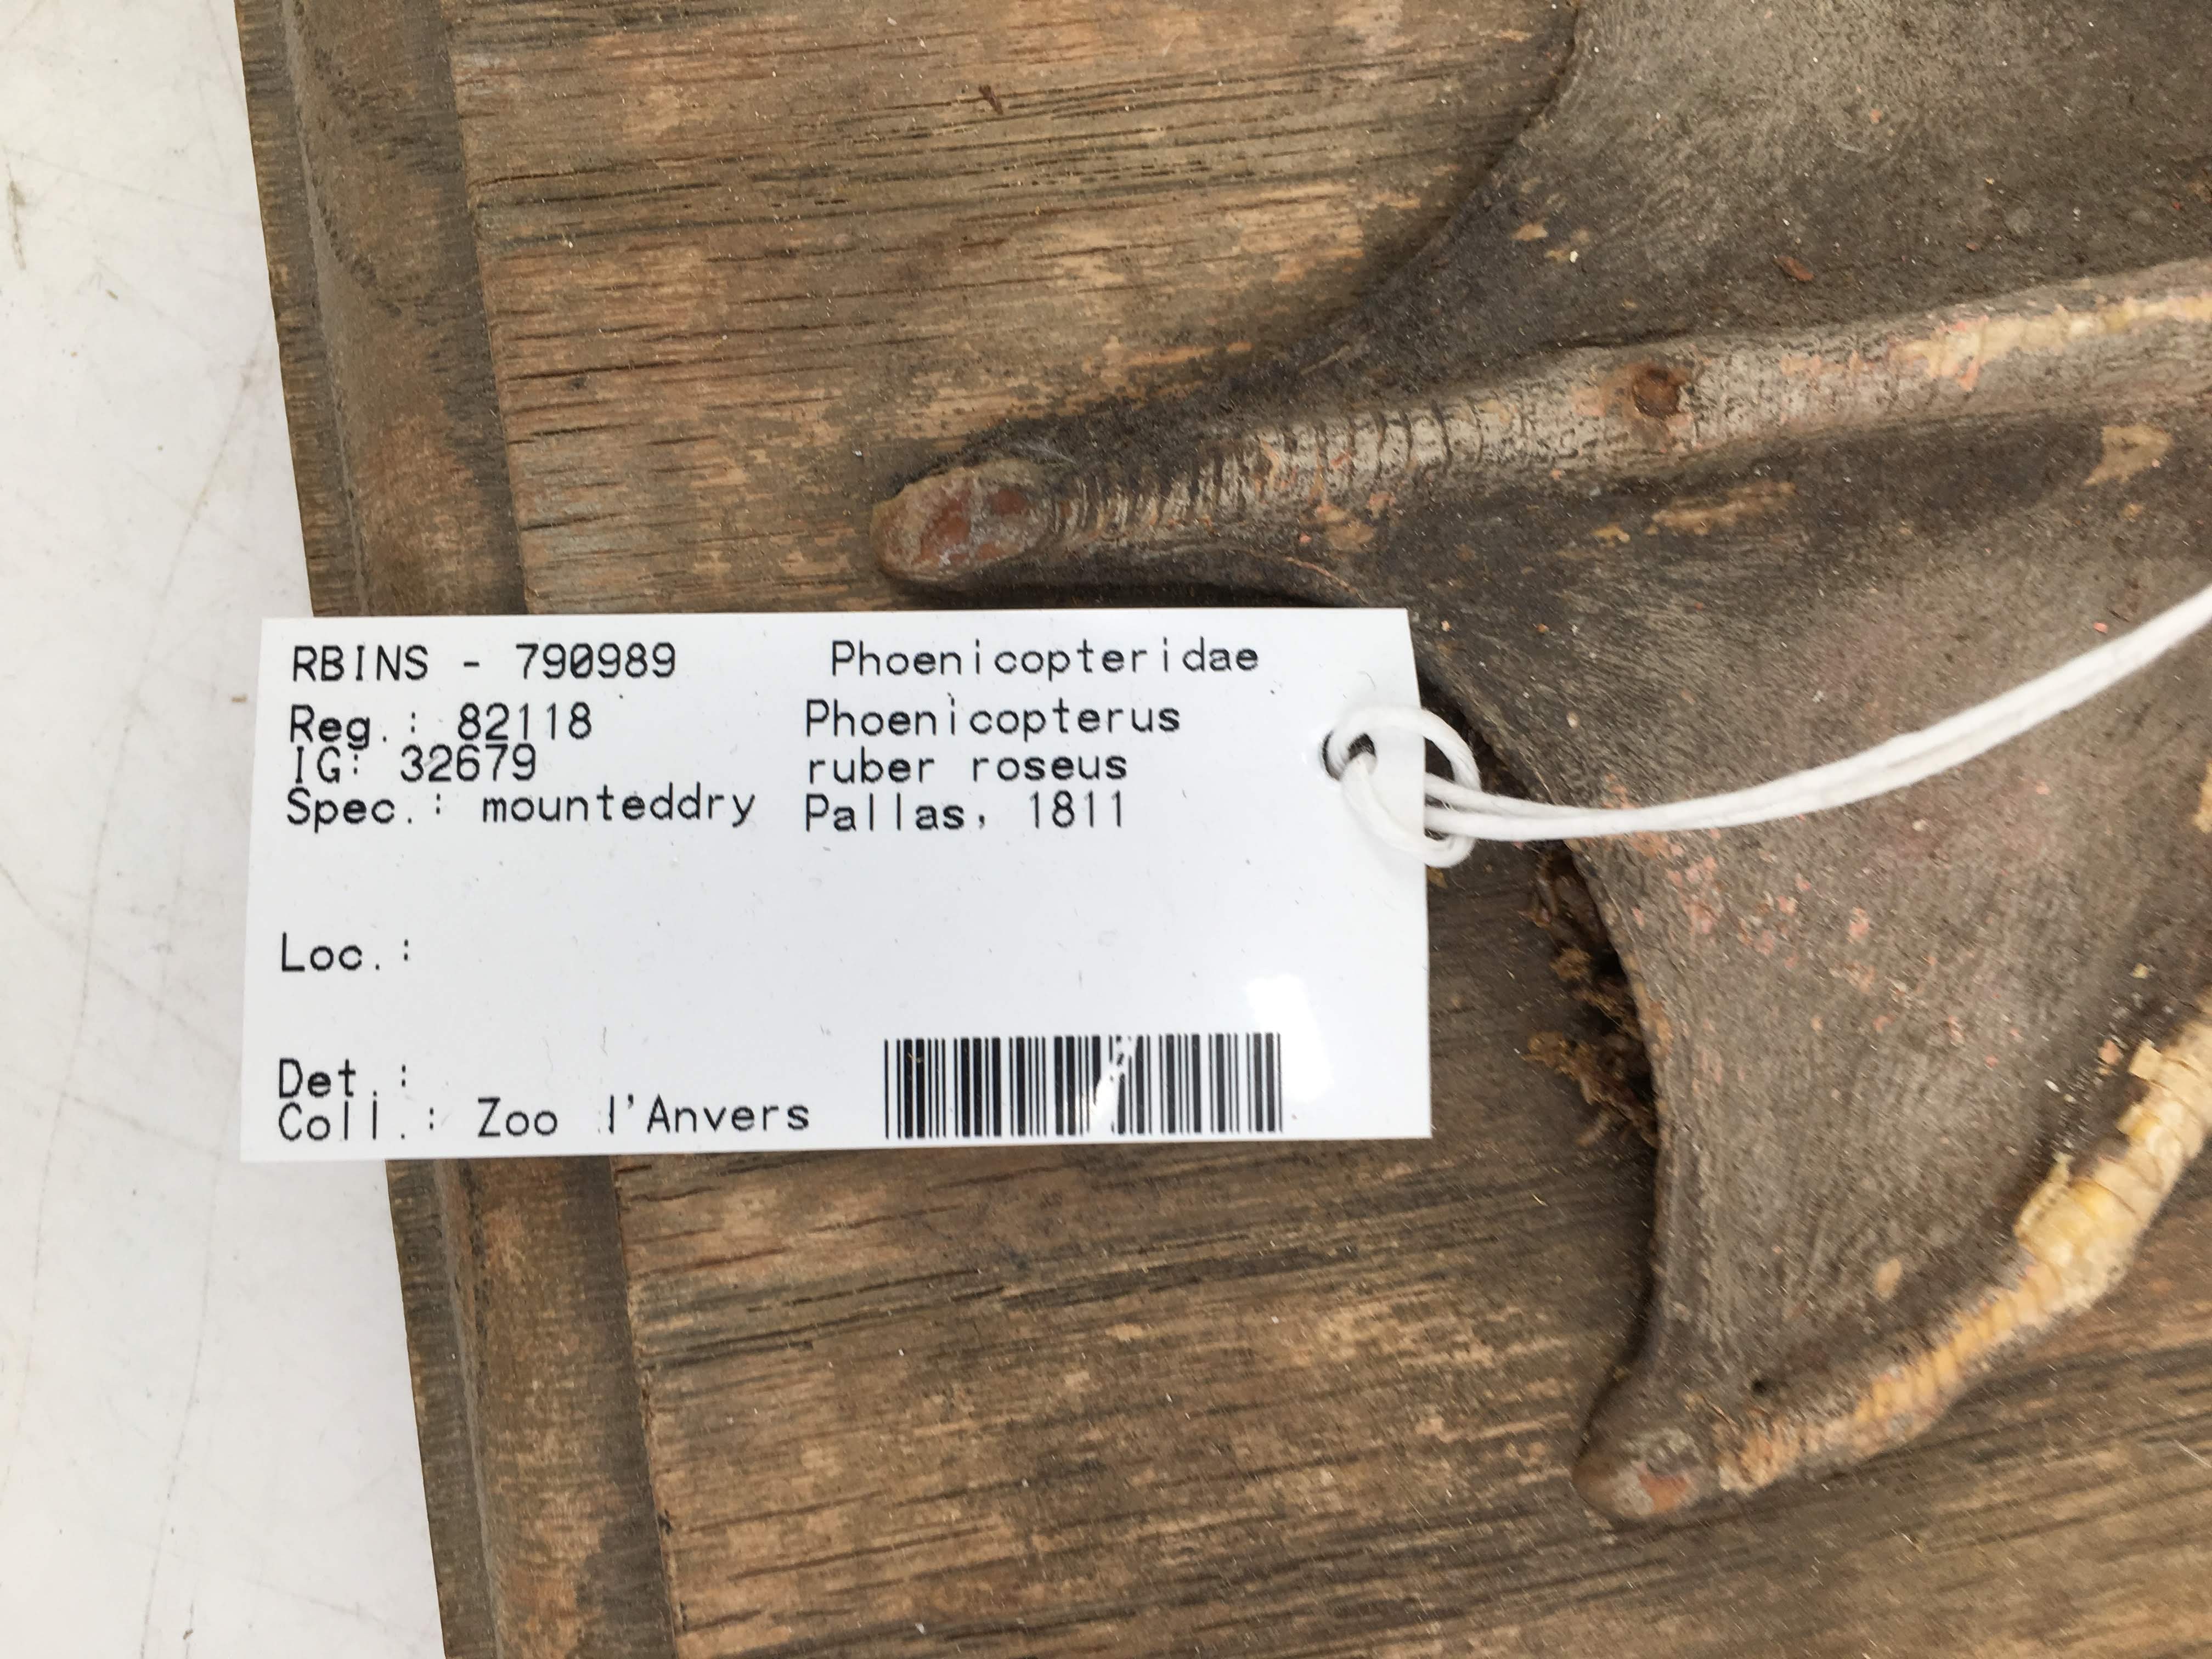 RBINS - 790989
Reg.: 82118
IG: 32679
Spec.: mounteddry
Phoenicopteridae
Phoenicopterus
ruber roseus
Pallas, 1811
Loc.:
Det.:
Coll.: Zoo l'Anvers